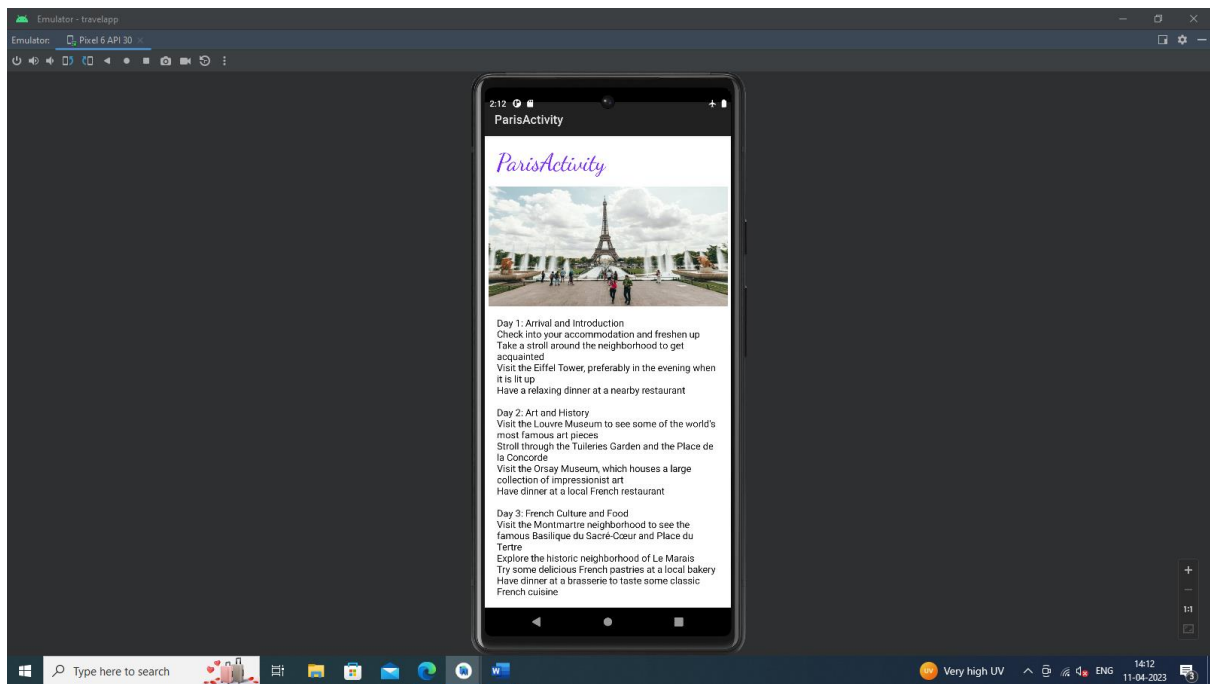 Emulator - travelapp
Emulator: Pixel 6 API 30
2:12
ParisActivity
ParisActivity
Day 1: Arrival and Introduction
Check into your accommodation and freshen up
Take a stroll around the neighborhood to get
acquainted
Visit the Eiffel Tower, preferably in the evening when
it is lit up
Have a relaxing dinner at a nearby restaurant
Day 2: Art and History
Visit the Louvre Museum to see some of the world's
most famous art pieces
Stroll through the Tuileries Garden and the Place de
la Concorde
Visit the Orsay Museum, which houses a large
collection of impressionist art
Have dinner at a local French restaurant
Day 3: French Culture and Food
Visit the Montmartre neighborhood to see the
famous Basilique du Sacré-Cœur and Place du
Tertre
Explore the historic neighborhood of Le Marais
Try some delicious French pastries at a local bakery
Have dinner at a brasserie to taste some classic
French cuisine
1:1
Type here to search
UV Very high UV ENG 14:12
11-04-2023 3